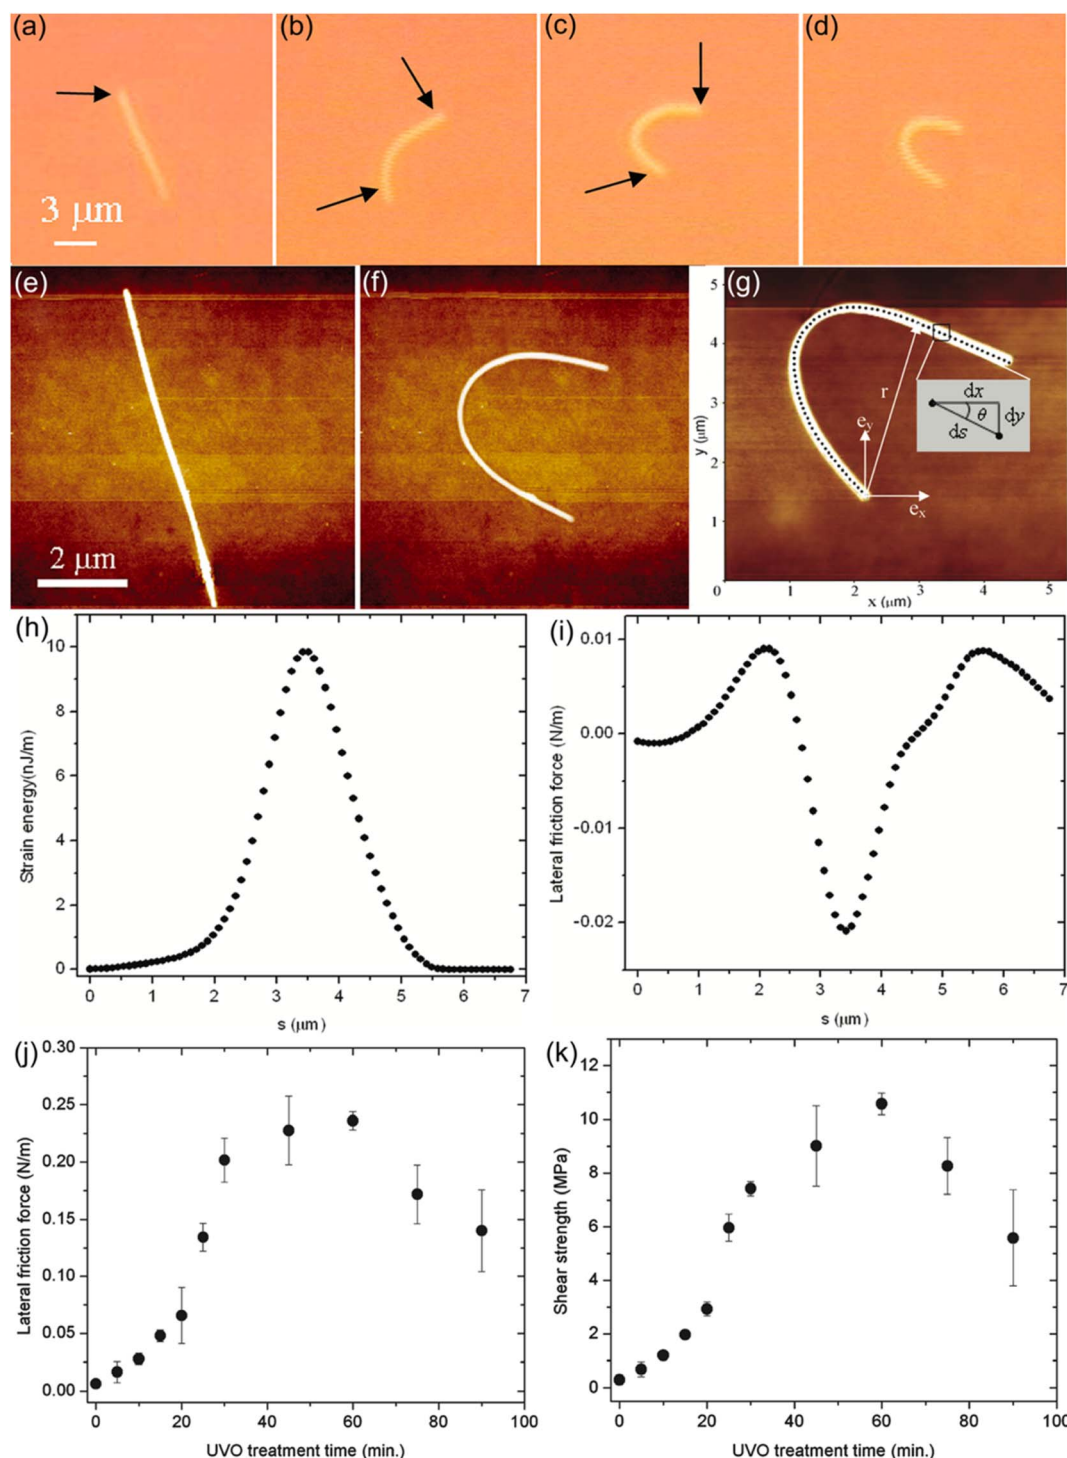 (a)
(b)
(c)
(d)
3 μm
(e)
(f)
(g)
2 μm
5
4
3
2
1
0
y (μm)
r
e_y
e_x
dx
θ
dy
ds
1 2 3 4 5
x (μm)
(h)
10
8
6
4
2
0
Strain energy(nJ/m)
0 1 2 3 4 5 6 7
s (μm)
(i)
0.01
0.00
-0.01
-0.02
Lateral friction force (N/m)
0 1 2 3 4 5 6 7
s (μm)
(j)
0.30
0.25
0.20
0.15
0.10
0.05
0.00
Lateral friction force (N/m)
0 20 40 60 80 100
UVO treatment time (min.)
(k)
12
10
8
6
4
2
0
Shear strength (MPa)
0 20 40 60 80 100
UVO treatment time (min.)